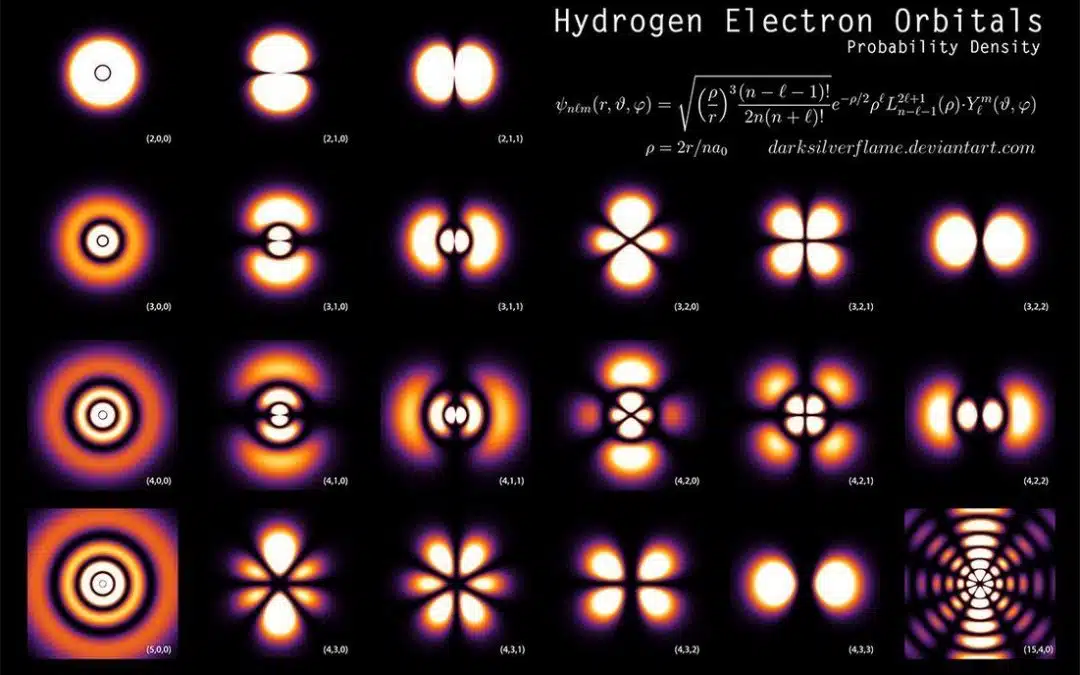 Hydrogen Electron Orbitals
Probability Density
ψₙℓₘ(r, ϑ, φ) = √((ρ/r)³ (n − ℓ − 1)!/2n(n + ℓ)!) e^(−ρ/2) ρ^ℓ L^(2ℓ+1)_(n−ℓ−1)(ρ)·Y_ℓ^m(ϑ, φ)
ρ = 2r/na₀ darksilverflame.deviantart.com
(2,0,0) (2,1,0) (2,1,1)
(3,0,0) (3,1,0) (3,1,1) (3,2,0) (3,2,1) (3,2,2)
(4,0,0) (4,1,0) (4,1,1) (4,2,0) (4,2,1) (4,2,2)
(5,0,0) (4,3,0) (4,3,1) (4,3,2) (4,3,3) (15,4,0)